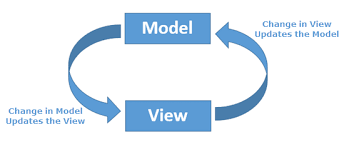 Model
Change in View
Updates the Model
Change in Model
Updates the View
View